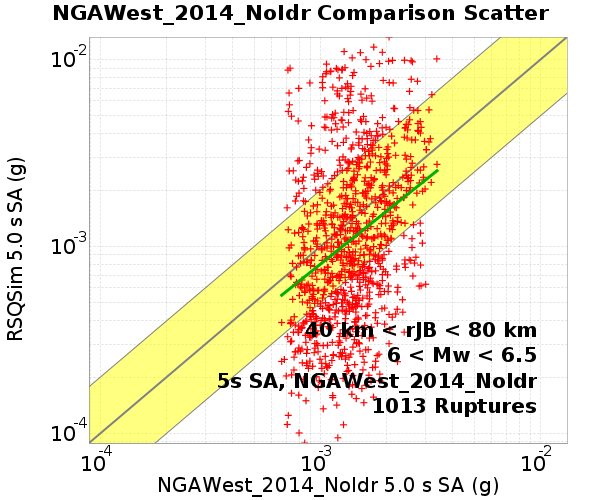 NGAWest_2014_NoIdr Comparison Scatter
10-2
10-3
10-4
RSQSim 5.0 s SA (g)
40 km < rJB < 80 km
6 < Mw < 6.5
5s SA, NGAWest_2014_NoIdr
1013 Ruptures
10-4 10-3 10-2
NGAWest_2014_NoIdr 5.0 s SA (g)